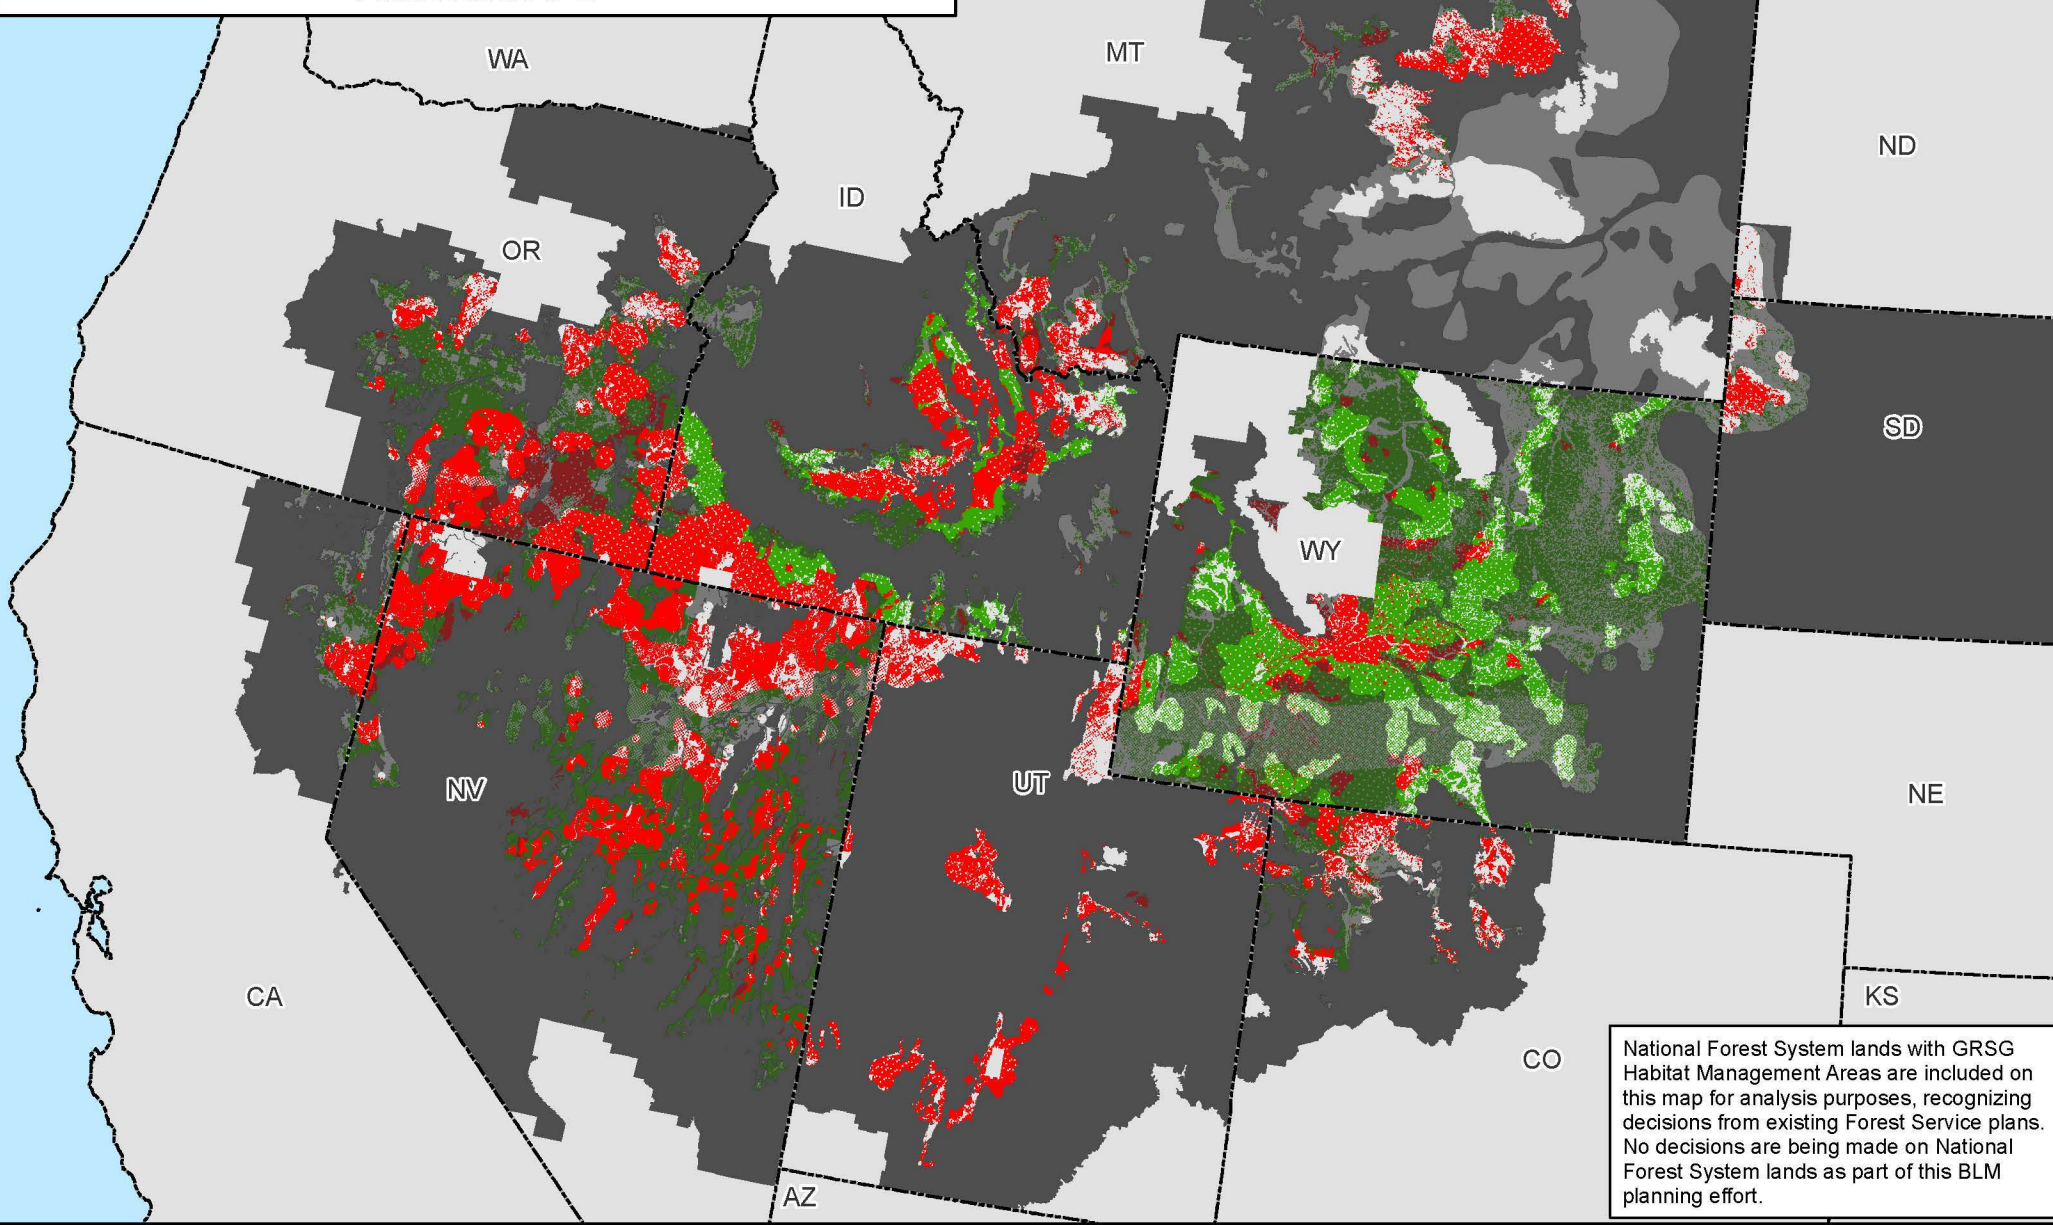 WA
MT
ND
ID
OR
SD
WY
NV
UT
NE
CA
KS
CO
AZ
National Forest System lands with GRSG
Habitat Management Areas are included on
this map for analysis purposes, recognizing
decisions from existing Forest Service plans.
No decisions are being made on National
Forest System lands as part of this BLM
planning effort.